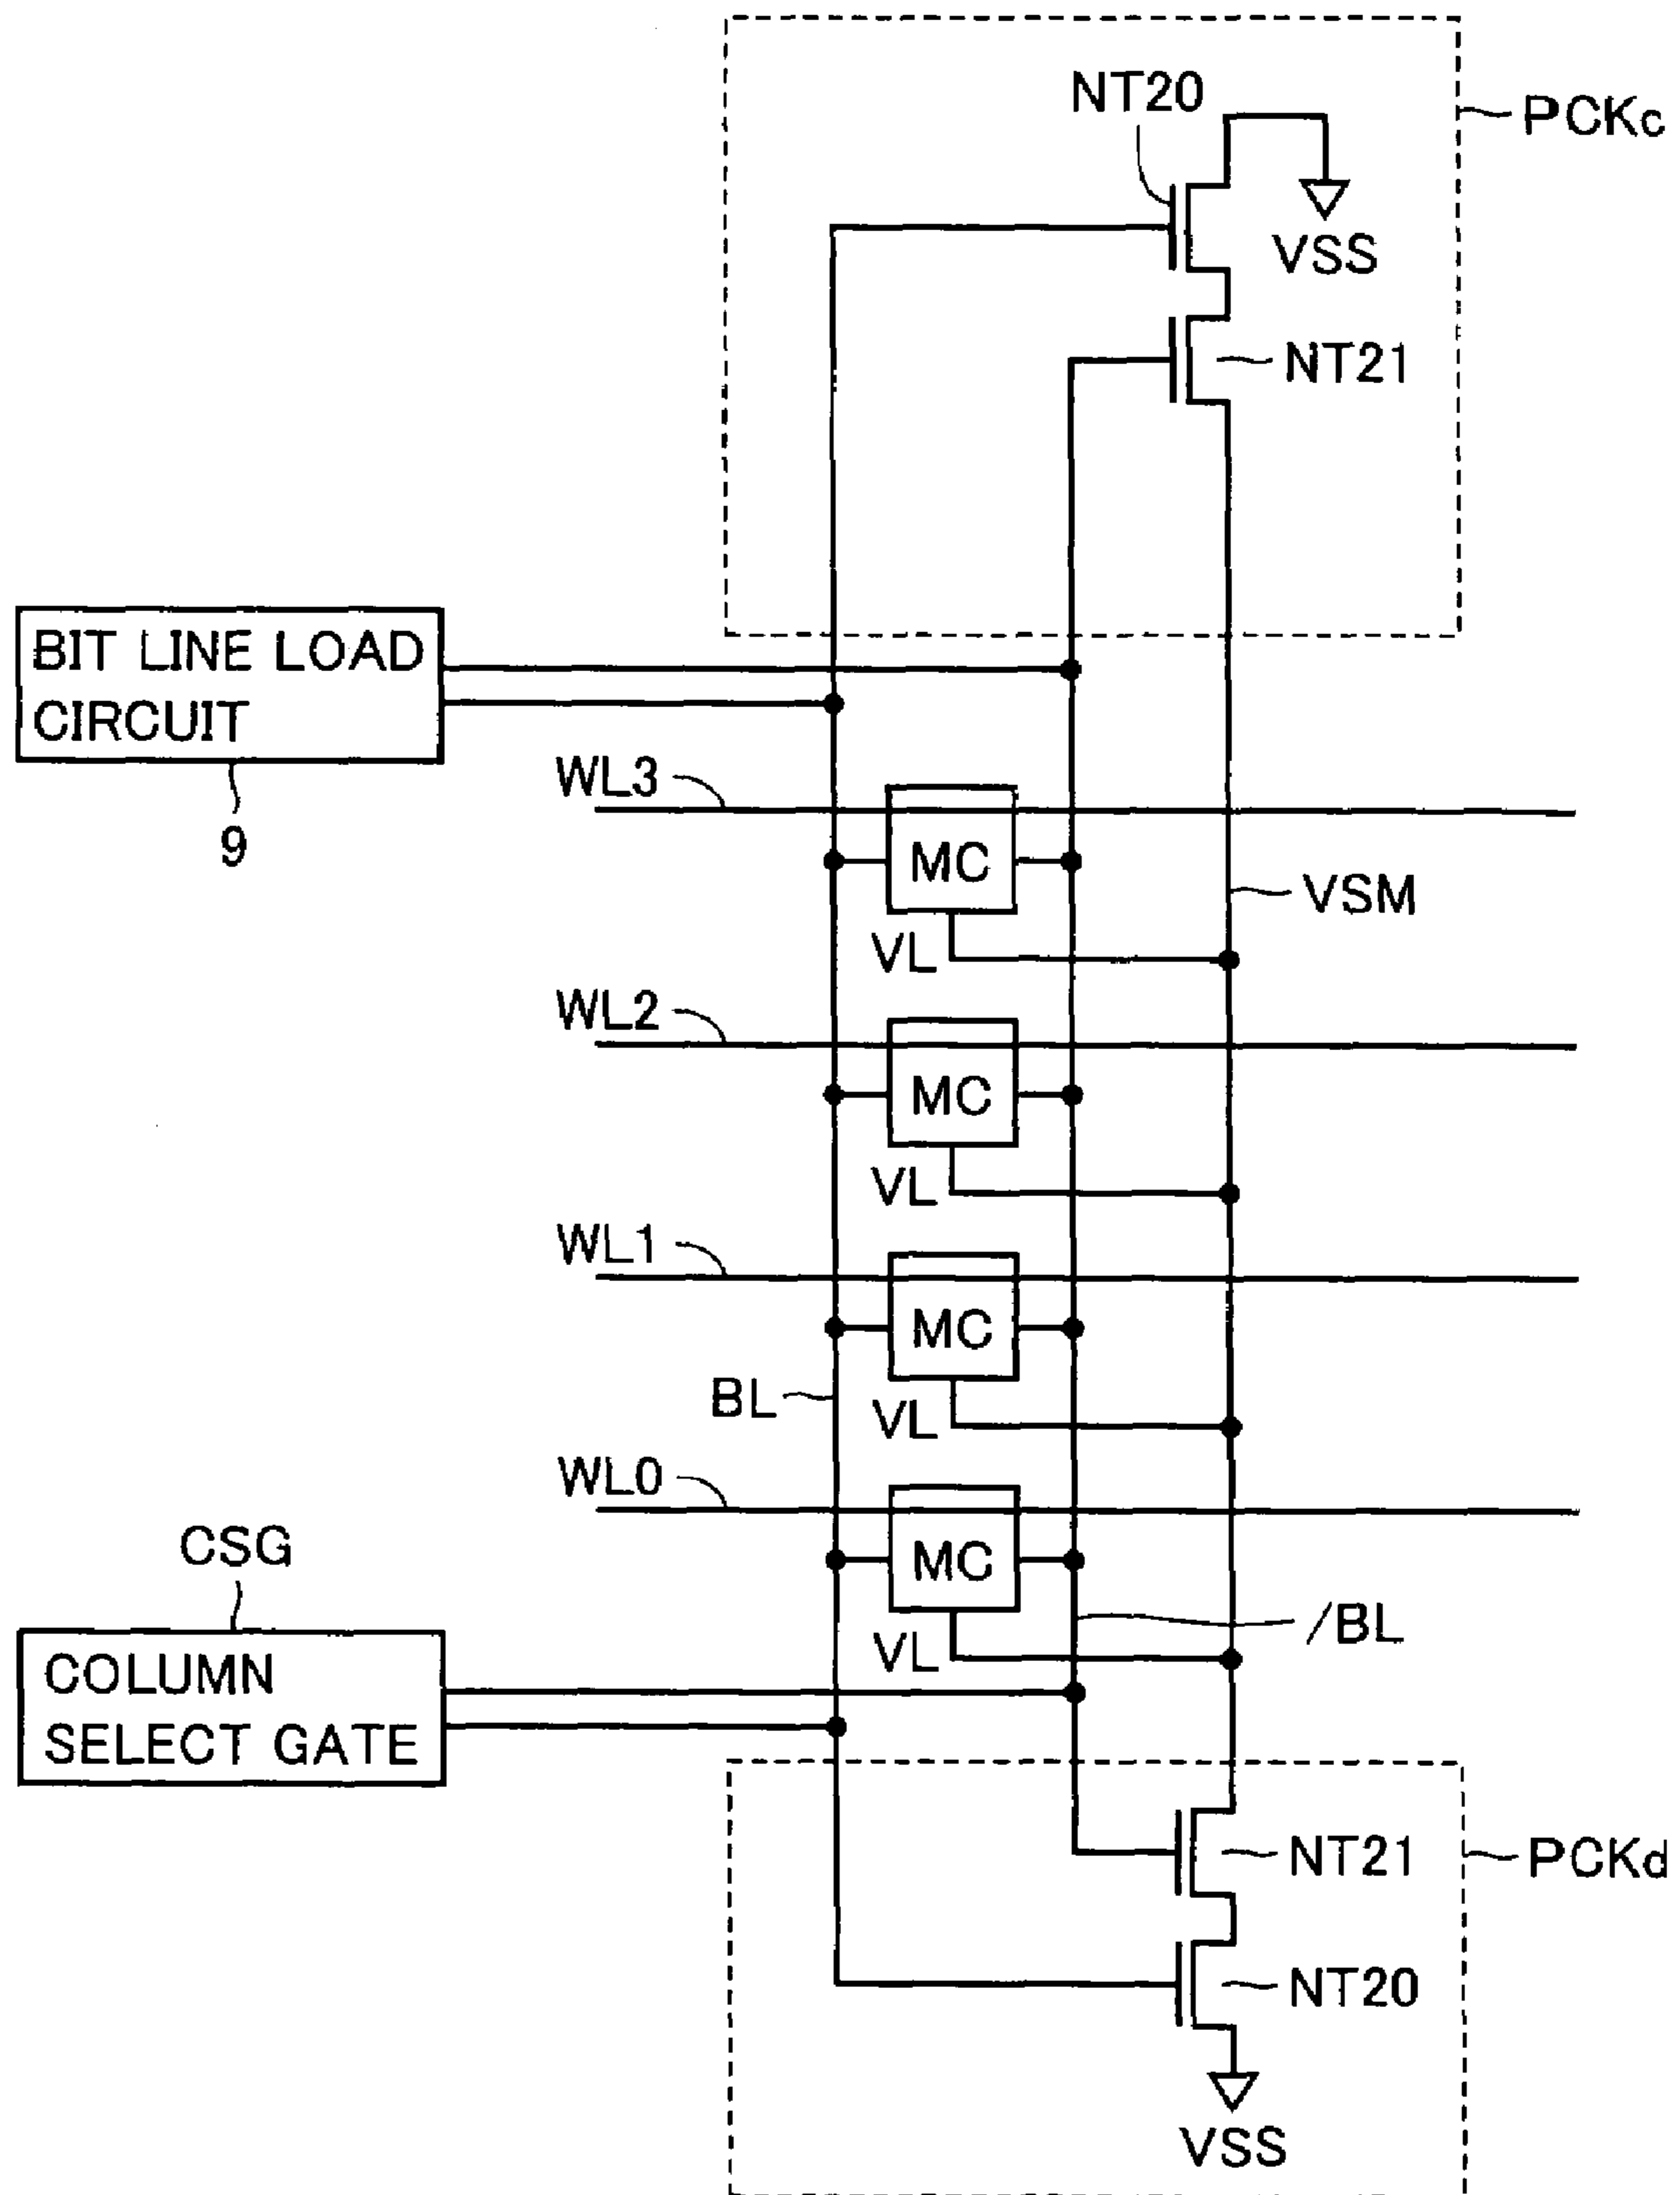 NT20
PCKc
VSS
NT21
BIT LINE LOAD
CIRCUIT
9
WL3
MC
VSM
VL
WL2
MC
VL
WL1
MC
BL
VL
WL0
CSG
MC
/BL
VL
COLUMN
SELECT GATE
NT21
PCKd
NT20
VSS